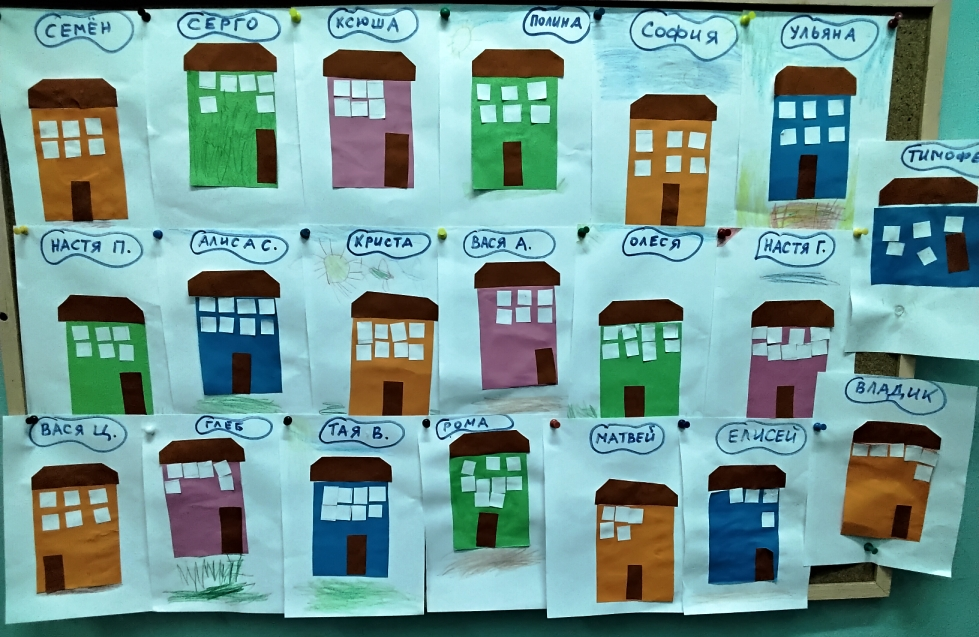 СЕМЁН
СЕРГО
КСЮША
ПОЛИНА
СОФИЯ
УЛЬЯНА
ТИМОФЕ
НАСТЯ П.
АЛИСА С.
КРИСТА
ВАСЯ А.
ОЛЕСЯ
НАСТЯ Г.
ВЛАДИК
ВАСЯ Ц.
ГЛЕБ
ТАЯ В.
РОМА
МАТВЕЙ
ЕЛИСЕЙ